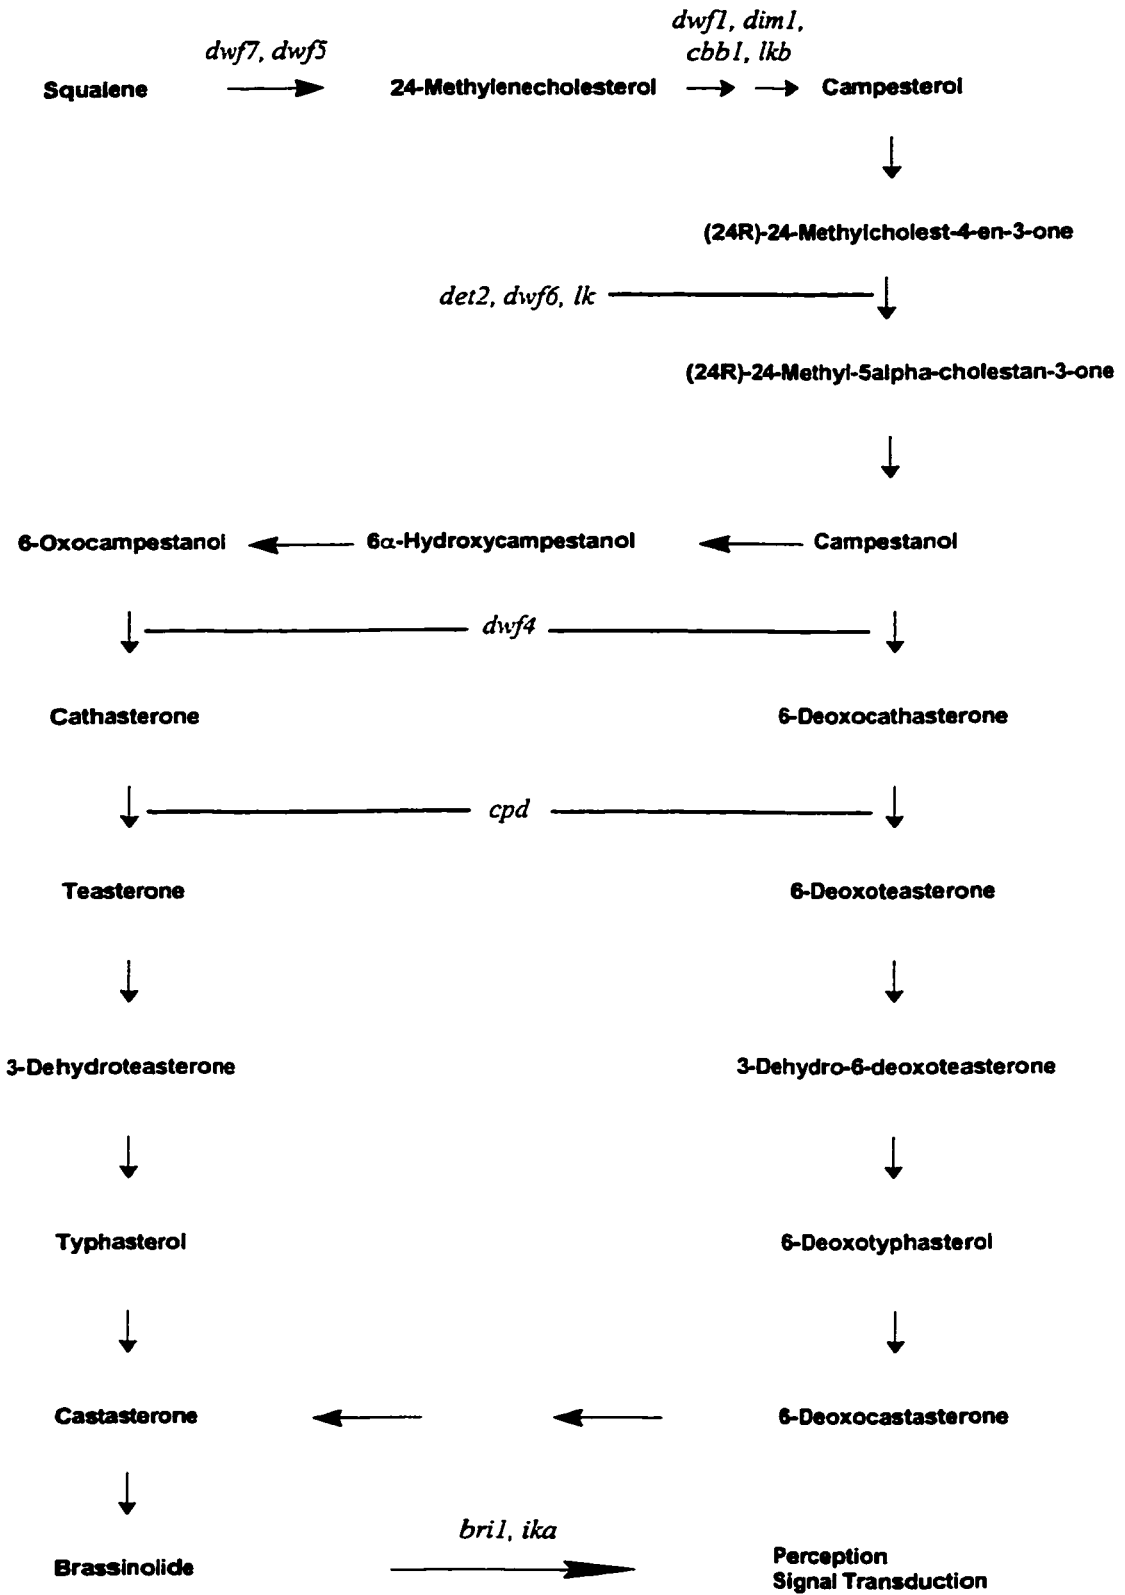 dwf7, dwf5
dwf1, dim1,
cbb1, lkb
Squalene
24-Methylenecholesterol
Campesterol
(24R)-24-Methylcholest-4-en-3-one
det2, dwf6, lk
(24R)-24-Methyl-5alpha-cholestan-3-one
6-Oxocampestanol
6α-Hydroxycampestanol
Campestanol
dwf4
Cathasterone
6-Deoxocathasterone
cpd
Teasterone
6-Deoxoteasterone
3-Dehydroteasterone
3-Dehydro-6-deoxoteasterone
Typhasterol
6-Deoxotyphasterol
Castasterone
6-Deoxocastasterone
bri1, ika
Brassinolide
Perception
Signal Transduction